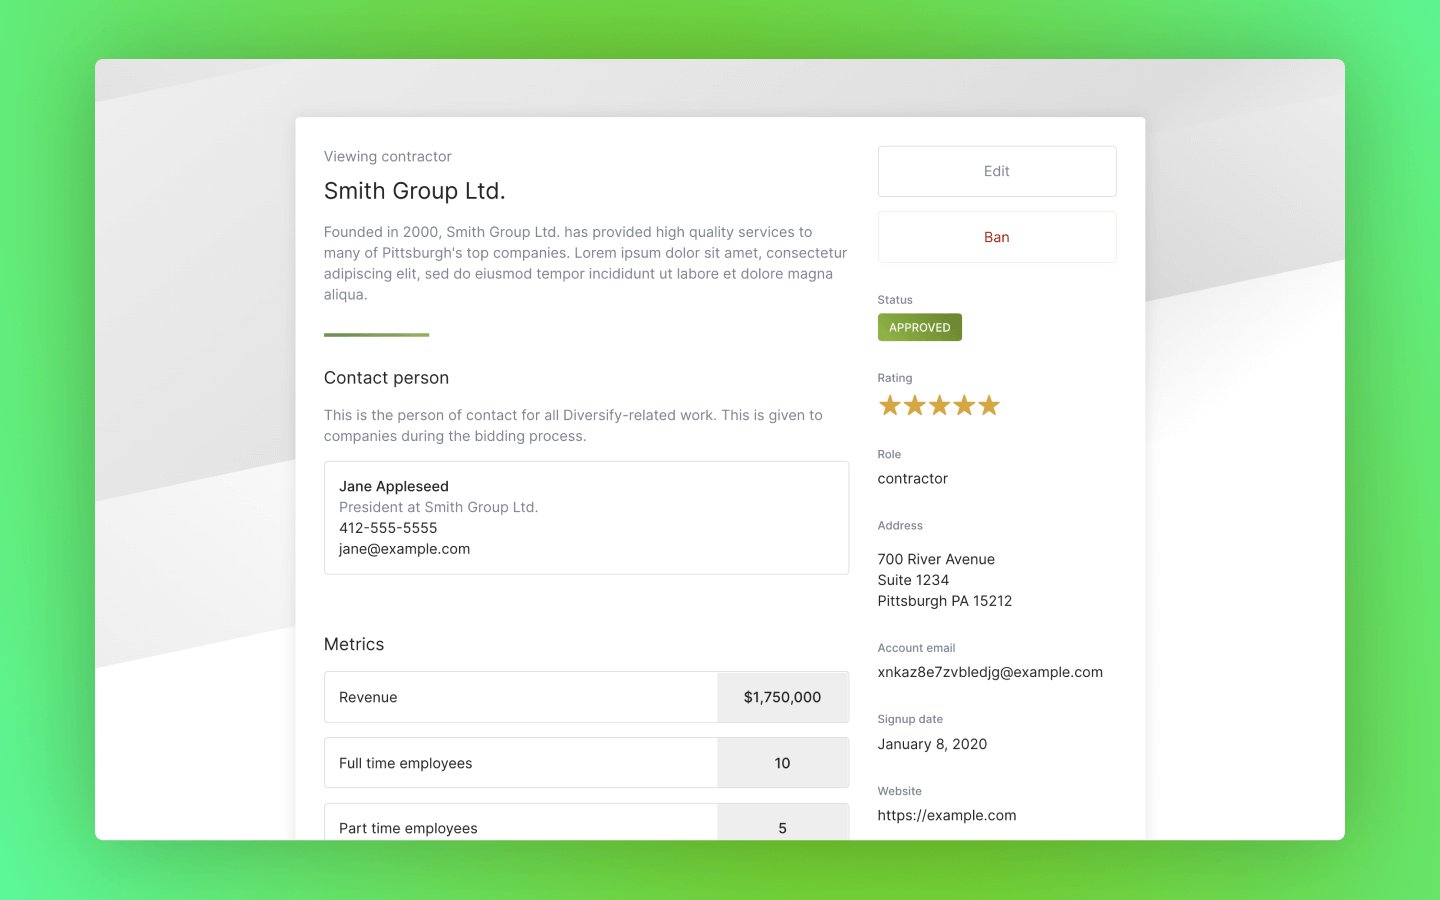 Viewing contractor
Smith Group Ltd.
Founded in 2000, Smith Group Ltd. has provided high quality services to
many of Pittsburgh's top companies. Lorem ipsum dolor sit amet, consectetur
adipiscing elit, sed do eiusmod tempor incididunt ut labore et dolore magna
aliqua.
Contact person
This is the person of contact for all Diversify-related work. This is given to
companies during the bidding process.
Jane Appleseed
President at Smith Group Ltd.
412-555-5555
jane@example.com
Metrics
Revenue
$1,750,000
Full time employees
10
Part time employees
5
Edit
Ban
Status
APPROVED
Rating
Role
contractor
Address
700 River Avenue
Suite 1234
Pittsburgh PA 15212
Account email
xnkaz8e7zvbledjg@example.com
Signup date
January 8, 2020
Website
https://example.com